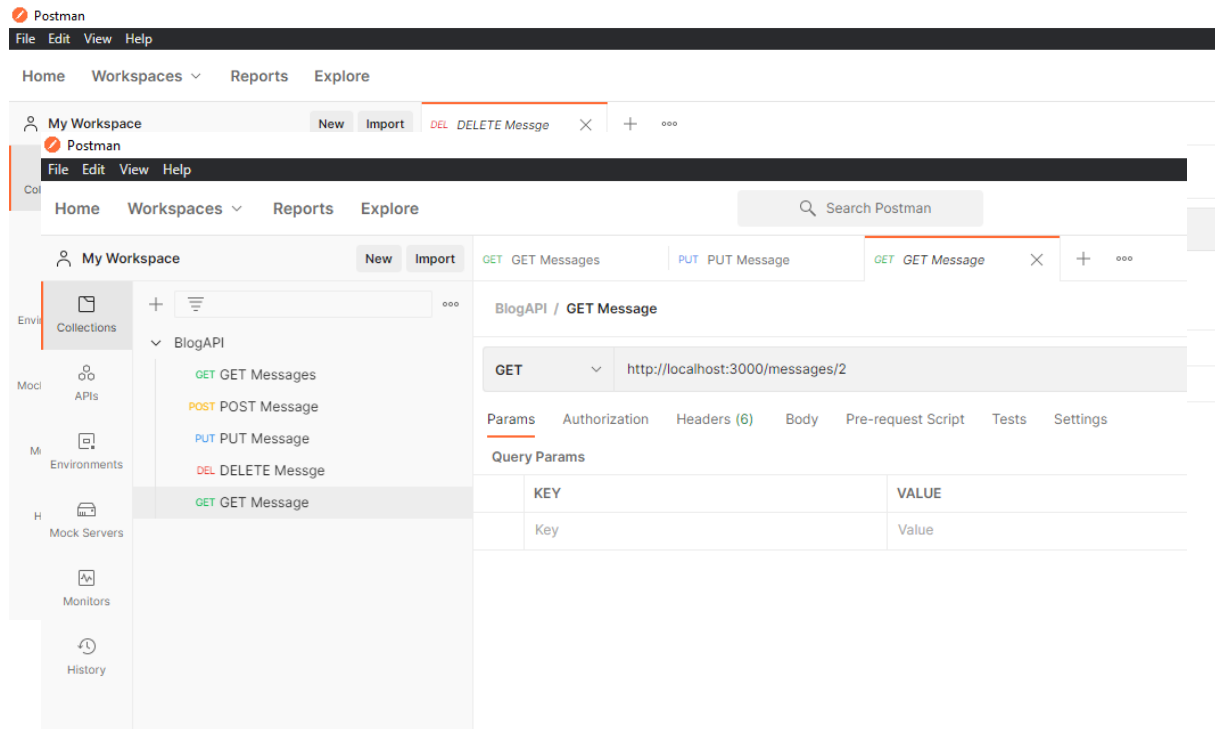 Postman
File Edit View Help
Home Workspaces Reports Explore
My Workspace New Import DEL DELETE Messge
Postman
File Edit View Help
Home Workspaces Reports Explore Search Postman
My Workspace New Import GET GET Messages PUT PUT Message GET GET Message
Collections
BlogAPI
GET GET Messages
POST POST Message
PUT PUT Message
DEL DELETE Messge
GET GET Message
APIs
Environments
Mock Servers
Monitors
History
BlogAPI / GET Message
GET http://localhost:3000/messages/2
Params Authorization Headers (6) Body Pre-request Script Tests Settings
Query Params
KEY VALUE
Key Value